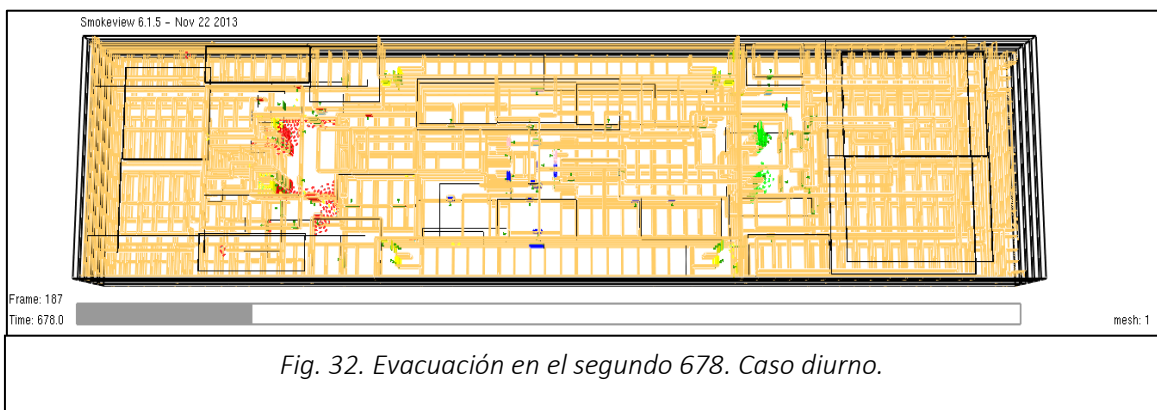 Smokeview 6.1.5 - Nov 22 2013
Frame: 187
Time: 678.0
mesh: 1
Fig. 32. Evacuación en el segundo 678. Caso diurno.